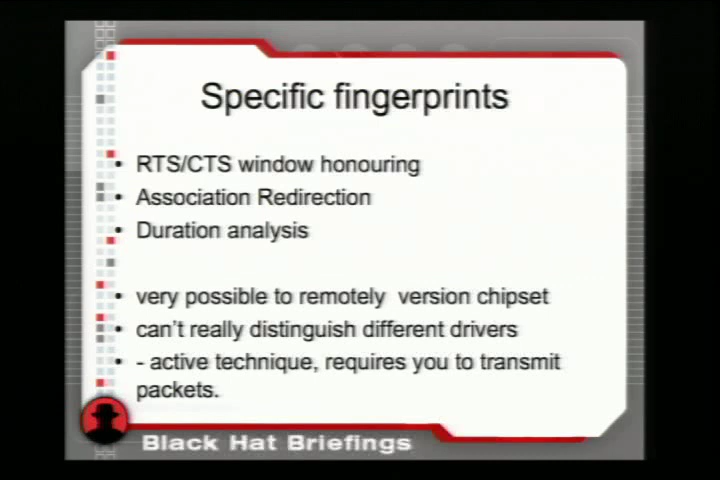 Specific fingerprints
• RTS/CTS window honouring
• Association Redirection
• Duration analysis
• very possible to remotely version chipset
• can't really distinguish different drivers
• - active technique, requires you to transmit
packets.
Black Hat Briefings